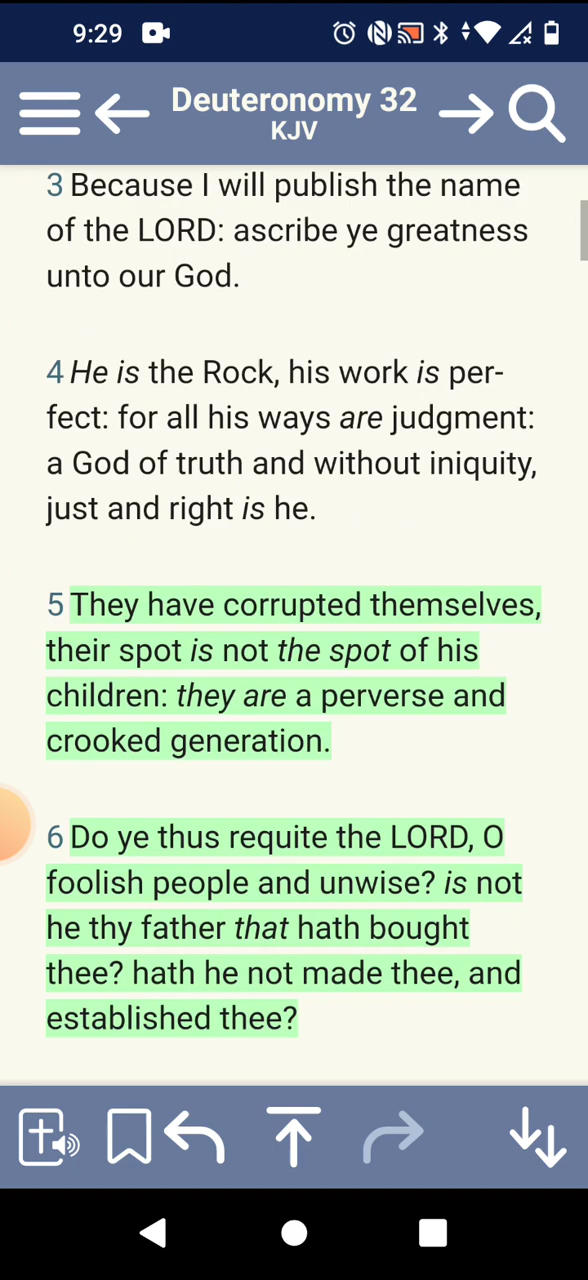 9:29
Deuteronomy 32
KJV
3 Because I will publish the name
of the LORD: ascribe ye greatness
unto our God.
4 He is the Rock, his work is per-
fect: for all his ways are judgment:
a God of truth and without iniquity,
just and right is he.
5 They have corrupted themselves,
their spot is not the spot of his
children: they are a perverse and
crooked generation.
6 Do ye thus requite the LORD, O
foolish people and unwise? is not
he thy father that hath bought
thee? hath he not made thee, and
established thee?